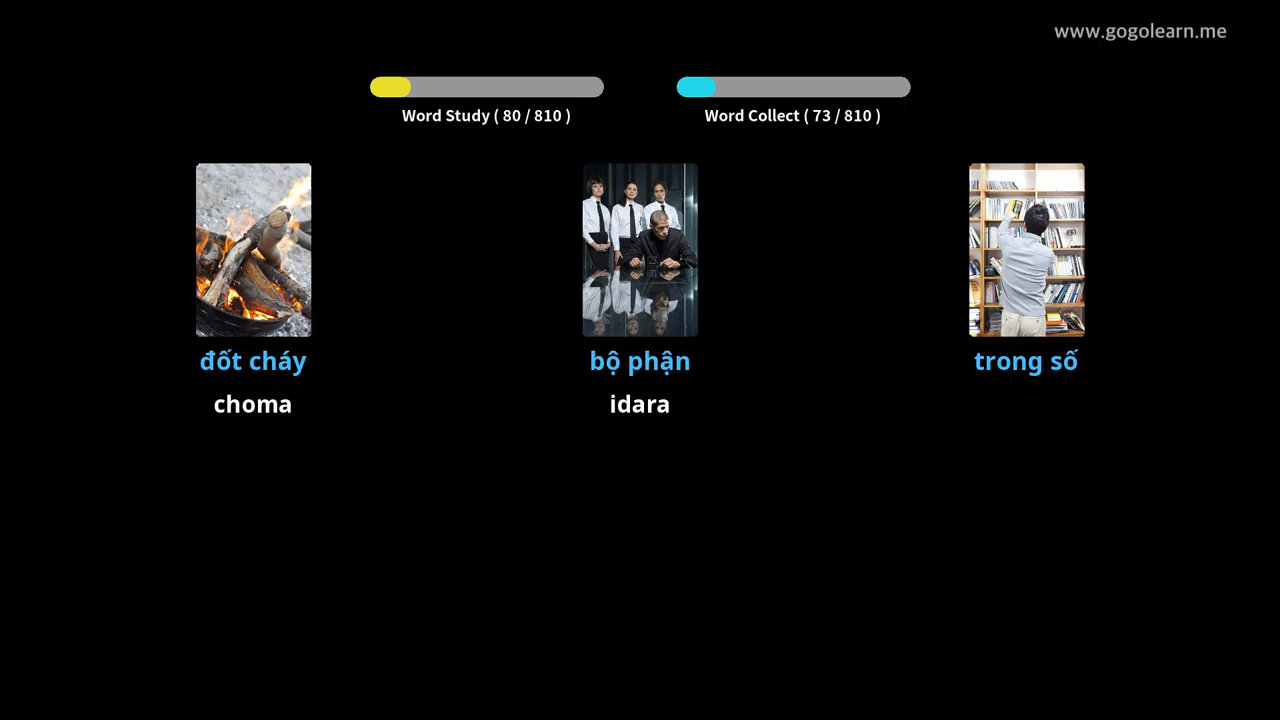 www.gogolearn.me
Word Study ( 80 / 810 )
Word Collect ( 73 / 810 )
đốt cháy
bộ phận
trong số
choma
idara